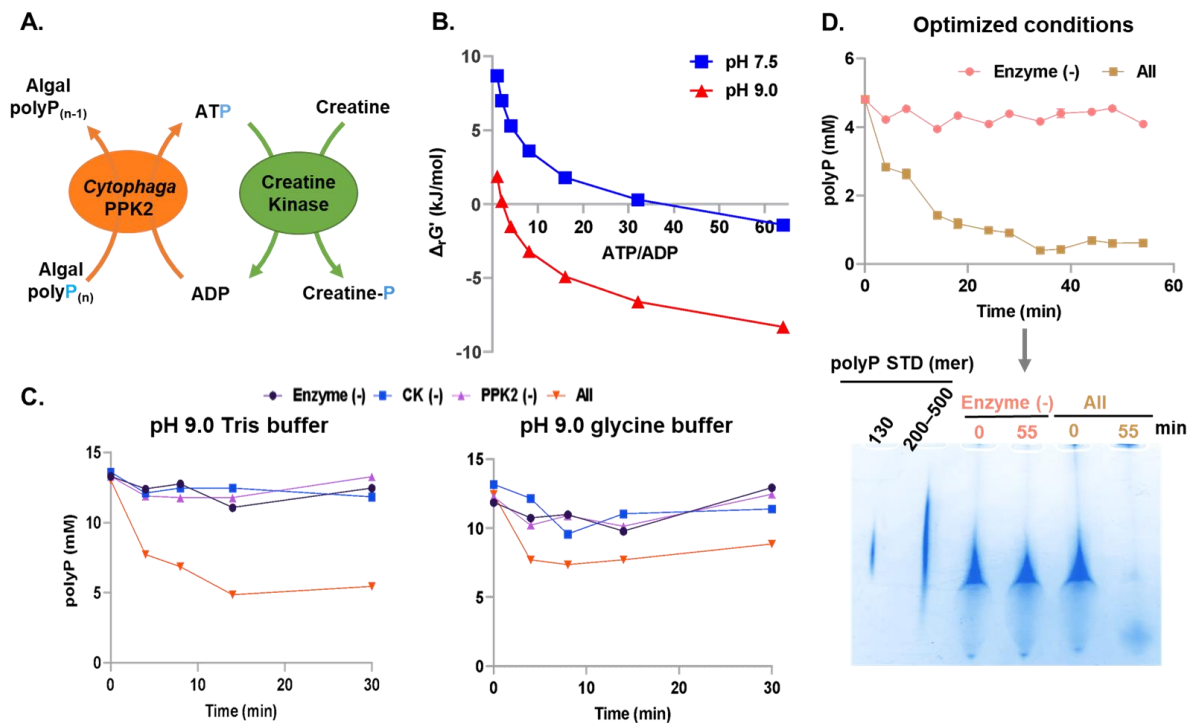 A.
Algal
polyP(n-1)
ATP
Creatine
Cytophaga
PPK2
Creatine
Kinase
Algal
polyP(n)
ADP
Creatine-P
B.
pH 7.5
pH 9.0
10
5
0
-5
-10
10 20 30 40 50 60
ATP/ADP
ΔrG' (kJ/mol)
C.
Enzyme (-) CK (-) PPK2 (-) All
pH 9.0 Tris buffer
15
10
5
0
polyP (mM)
0 10 20 30
Time (min)
pH 9.0 glycine buffer
15
10
5
0
0 10 20 30
Time (min)
D.
Optimized conditions
Enzyme (-) All
6
4
2
0
polyP (mM)
0 20 40 60
Time (min)
polyP STD (mer)
130
200–500
Enzyme (-) All
0 55 0 55 min